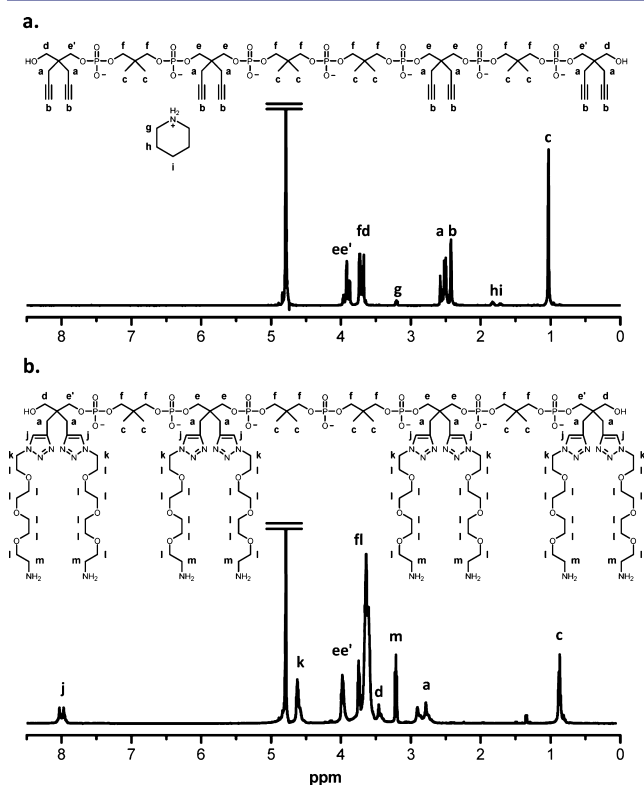 a.
d e' f f e e f f f f e e f f e' d
HO O P O O O O P O O O O P O O O O P O O O O P O O O O P O O O O P O O O O P O OH
a O⁻ c c O⁻ a a O⁻ c c O⁻ c c O⁻ a a O⁻ c c O⁻ a
b b b b b b b b
H₂
N
+
g
h
i
c
ee' fd a b
g hi
8 7 6 5 4 3 2 1 0
b.
d e' f f e e f f f f e e f f e' d
HO O P O O O O P O O O O P O O O O P O O O O P O O O O P O O O O P O O O O P O OH
a a O⁻ c c O⁻ a a O⁻ c c O⁻ c c O⁻ a a O⁻ c c O⁻ a a
j j j j j j j j
k N N N N N N k k N N N N N N k k N N N N N N k k N N N N N N k
l l l l l l l l
O O O O O O O O
l l l l l l l l
O O O O O O O O
l l l l l l l l
O O O O O O O O
l m m l l m m l l m m l l m m l
NH₂ NH₂ NH₂ NH₂ NH₂ NH₂ NH₂ NH₂
fl
j k ee' d m a c
8 7 6 5 4 3 2 1 0
ppm